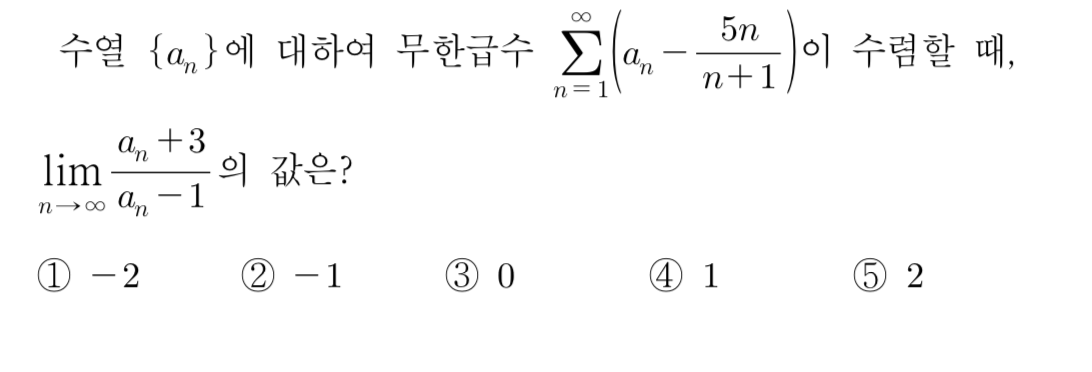 수열 {aₙ}에 대하여 무한급수 ∑_{n=1}^{∞} (aₙ − 5n/(n+1))이 수렴할 때,
lim_{n→∞} (aₙ+3)/(aₙ−1) 의 값은?
① −2 ② −1 ③ 0 ④ 1 ⑤ 2